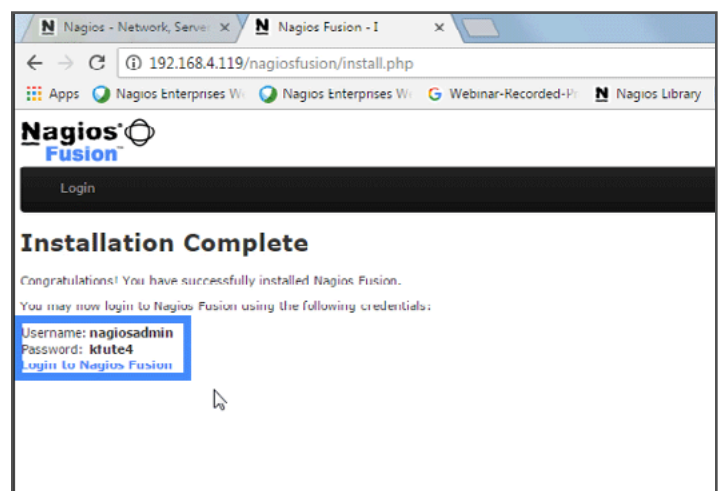 Nagios - Network, Server
Nagios Fusion - I
192.168.4.119/nagiosfusion/install.php
Apps
Nagios Enterprises W
Nagios Enterprises W
Webinar-Recorded-P
Nagios Library
Nagios
Fusion
Login
Installation Complete
Congratulations! You have successfully installed Nagios Fusion.
You may now login to Nagios Fusion using the following credentials:
Username: nagiosadmin
Password:
Login to Nagios Fusion